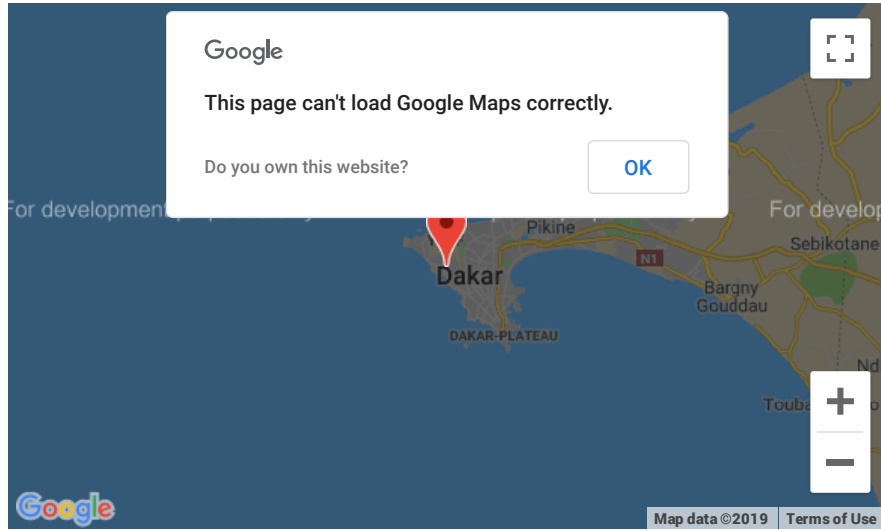 Google
This page can't load Google Maps correctly.
Do you own this website?
OK
For development
For develop
Pikine
Sebikotane
N1
Dakar
Bargny
Gouddau
DAKAR-PLATEAU
Nd
Touba
Google
Map data ©2019
Terms of Use